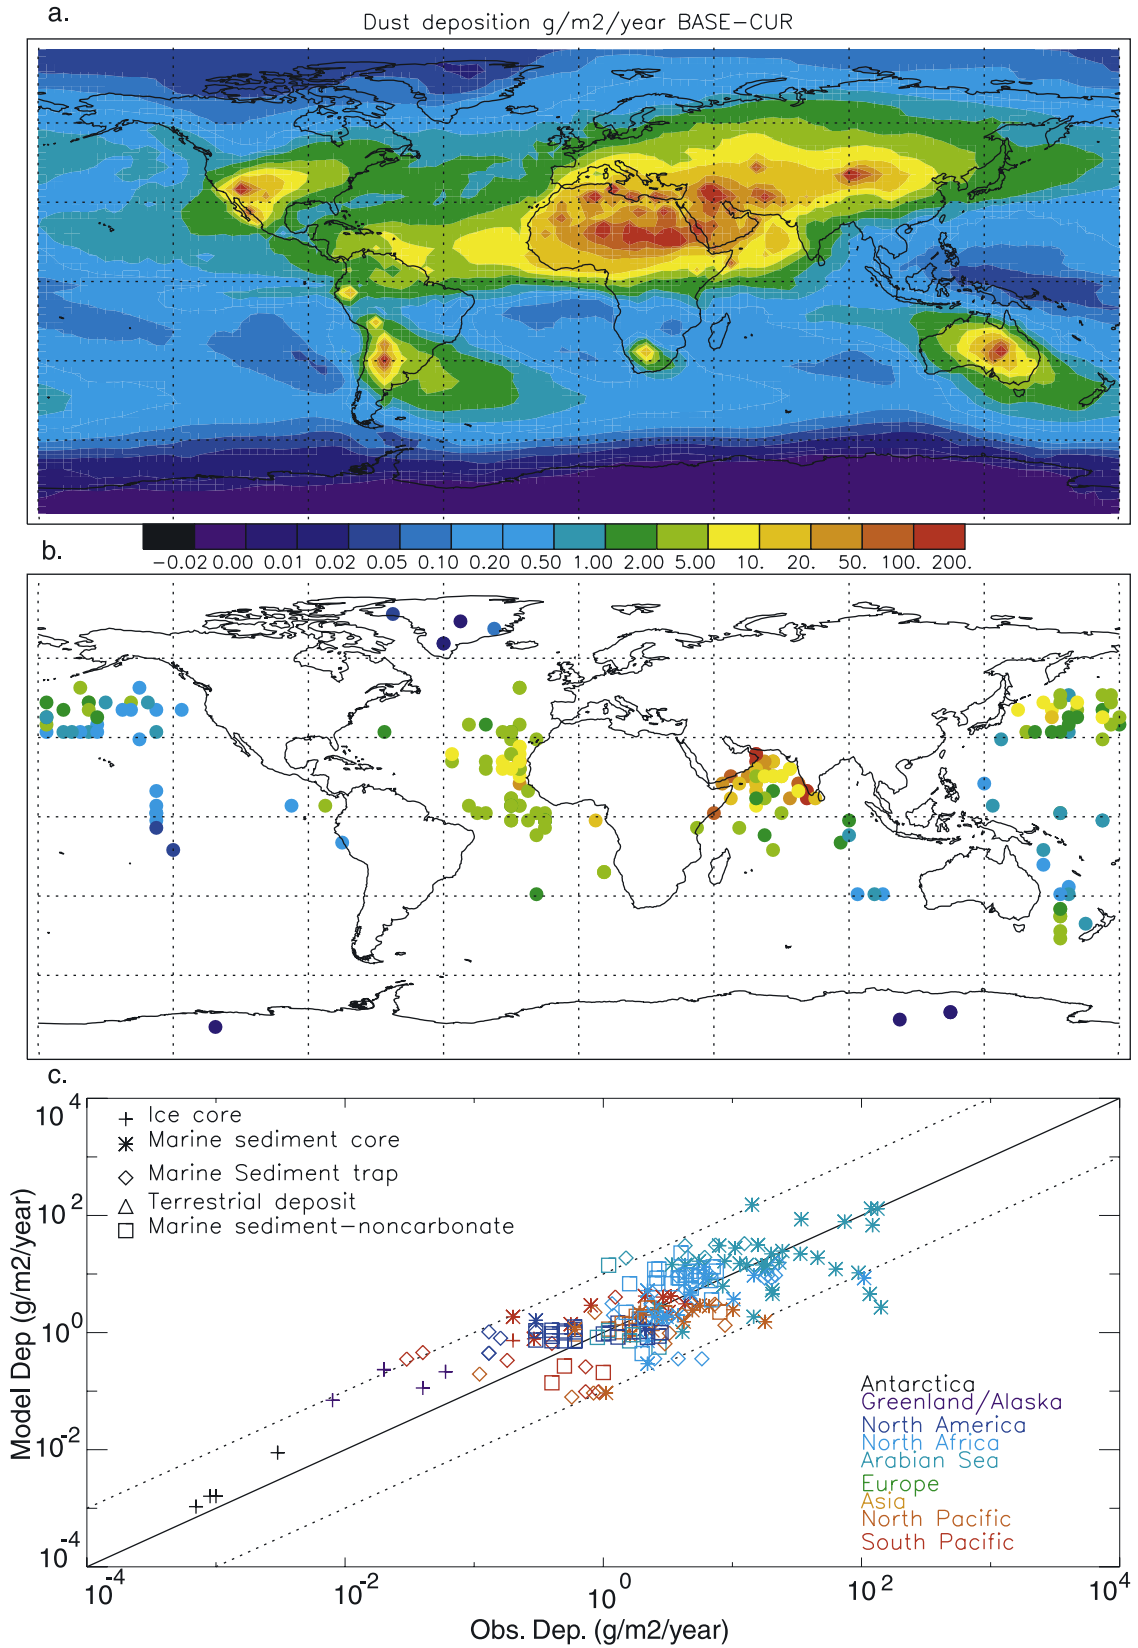 a.
Dust deposition g/m2/year BASE-CUR
-0.02 0.00 0.01 0.02 0.05 0.10 0.20 0.50 1.00 2.00 5.00 10. 20. 50. 100. 200.
b.
c.
10^4
10^2
10^0
10^-2
10^-4
Model Dep (g/m2/year)
Ice core
Marine sediment core
Marine Sediment trap
Terrestrial deposit
Marine sediment-noncarbonate
Antarctica
Greenland/Alaska
North America
North Africa
Arabian Sea
Europe
Asia
North Pacific
South Pacific
10^-4 10^-2 10^0 10^2 10^4
Obs. Dep. (g/m2/year)